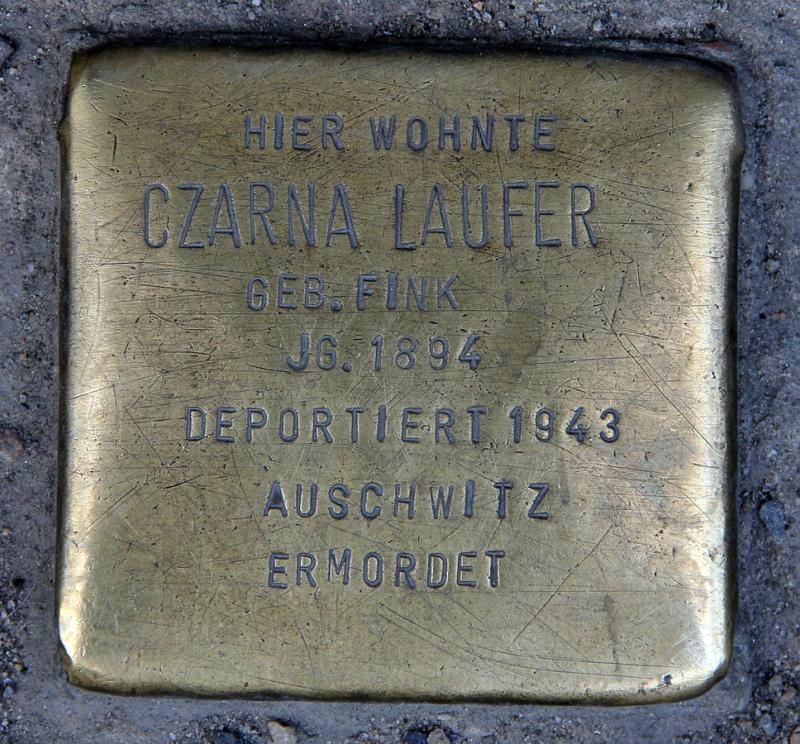 HIER WOHNTE
CZARNA LAUFER
GEB. FINK
JG. 1894
DEPORTIERT 1943
AUSCHWITZ
ERMORDET